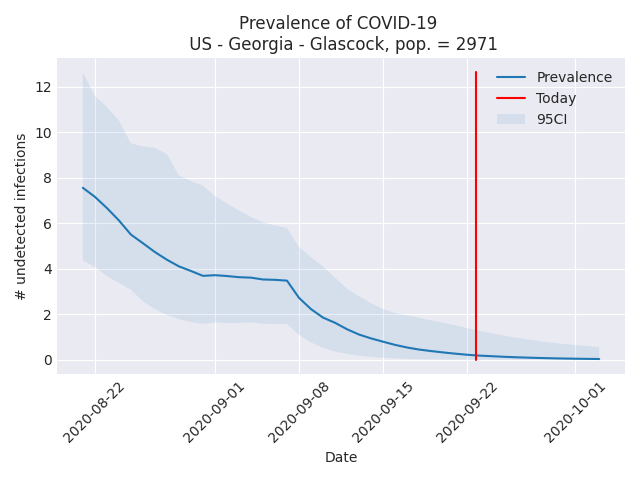 Prevalence of COVID-19
US - Georgia - Glascock, pop. = 2971
Prevalence
Today
95CI
# undetected infections
12
10
8
6
4
2
0
2020-08-22
2020-09-01
2020-09-08
2020-09-15
2020-09-22
2020-10-01
Date